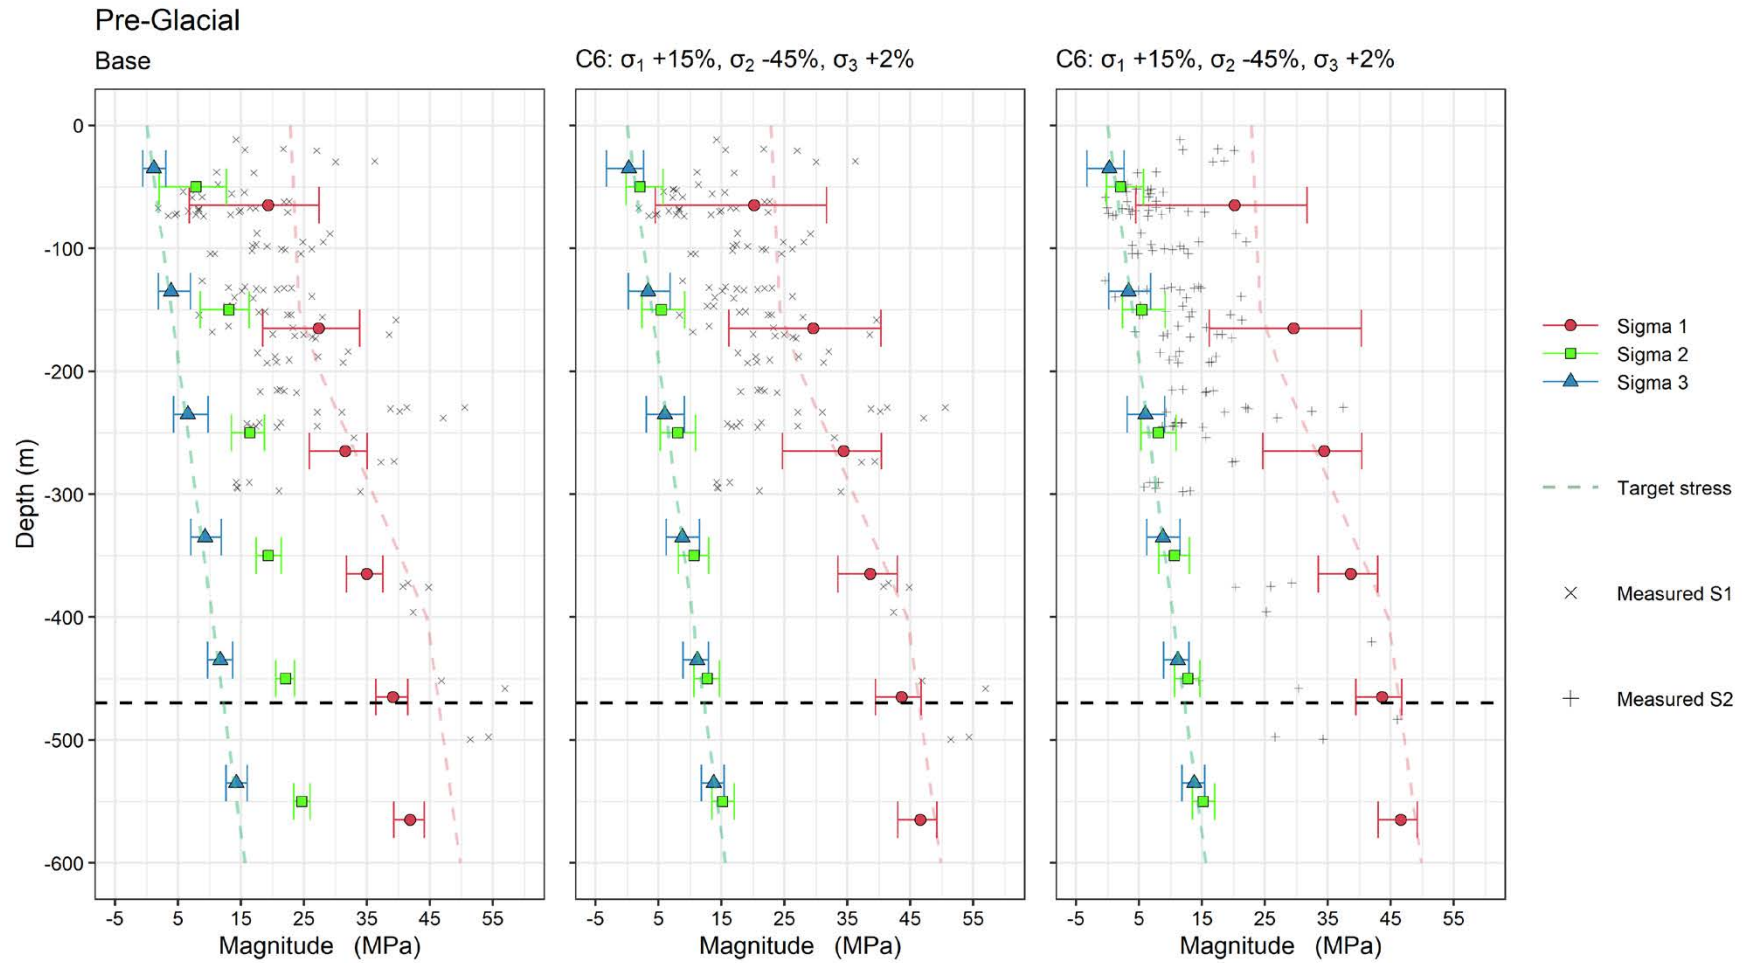 Pre-Glacial
Base
C6: σ₁ +15%, σ₂ -45%, σ₃ +2%
C6: σ₁ +15%, σ₂ -45%, σ₃ +2%
Depth (m)
0
-100
-200
-300
-400
-500
-600
-5 5 15 25 35 45 55
-5 5 15 25 35 45 55
-5 5 15 25 35 45 55
Magnitude (MPa)
Magnitude (MPa)
Magnitude (MPa)
Sigma 1
Sigma 2
Sigma 3
Target stress
Measured S1
Measured S2